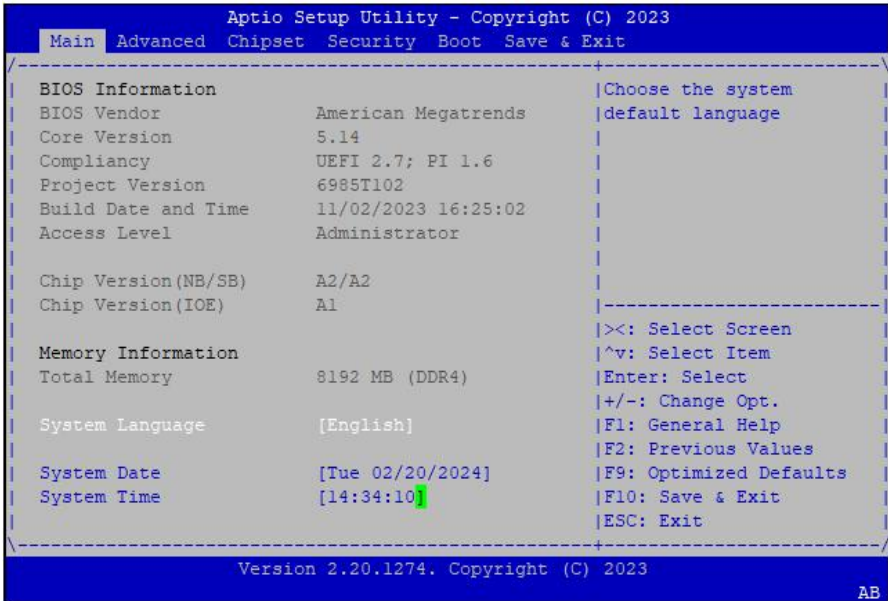 Aptio Setup Utility - Copyright (C) 2023
Main Advanced Chipset Security Boot Save & Exit
BIOS Information
BIOS Vendor American Megatrends
Core Version 5.14
Compliancy UEFI 2.7; PI 1.6
Project Version 6985T102
Build Date and Time 11/02/2023 16:25:02
Access Level Administrator
Chip Version(NB/SB) A2/A2
Chip Version(IOE) A1
Memory Information
Total Memory 8192 MB (DDR4)
System Language [English]
System Date [Tue 02/20/2024]
System Time [14:34:10]
Choose the system
default language
><: Select Screen
^v: Select Item
Enter: Select
+/-: Change Opt.
F1: General Help
F2: Previous Values
F9: Optimized Defaults
F10: Save & Exit
ESC: Exit
Version 2.20.1274. Copyright (C) 2023
AB